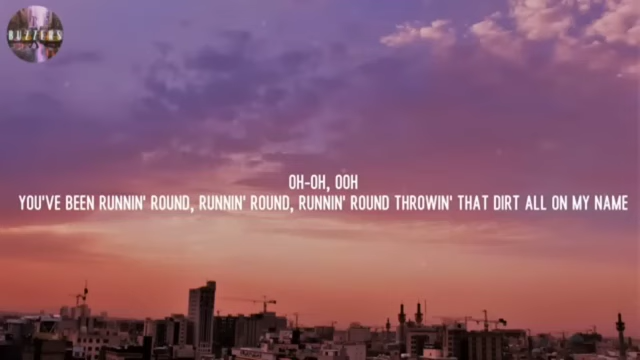 BUZZERS
OH-OH, OOH
YOU'VE BEEN RUNNIN' ROUND, RUNNIN' ROUND, RUNNIN' ROUND THROWIN' THAT DIRT ALL ON MY NAME